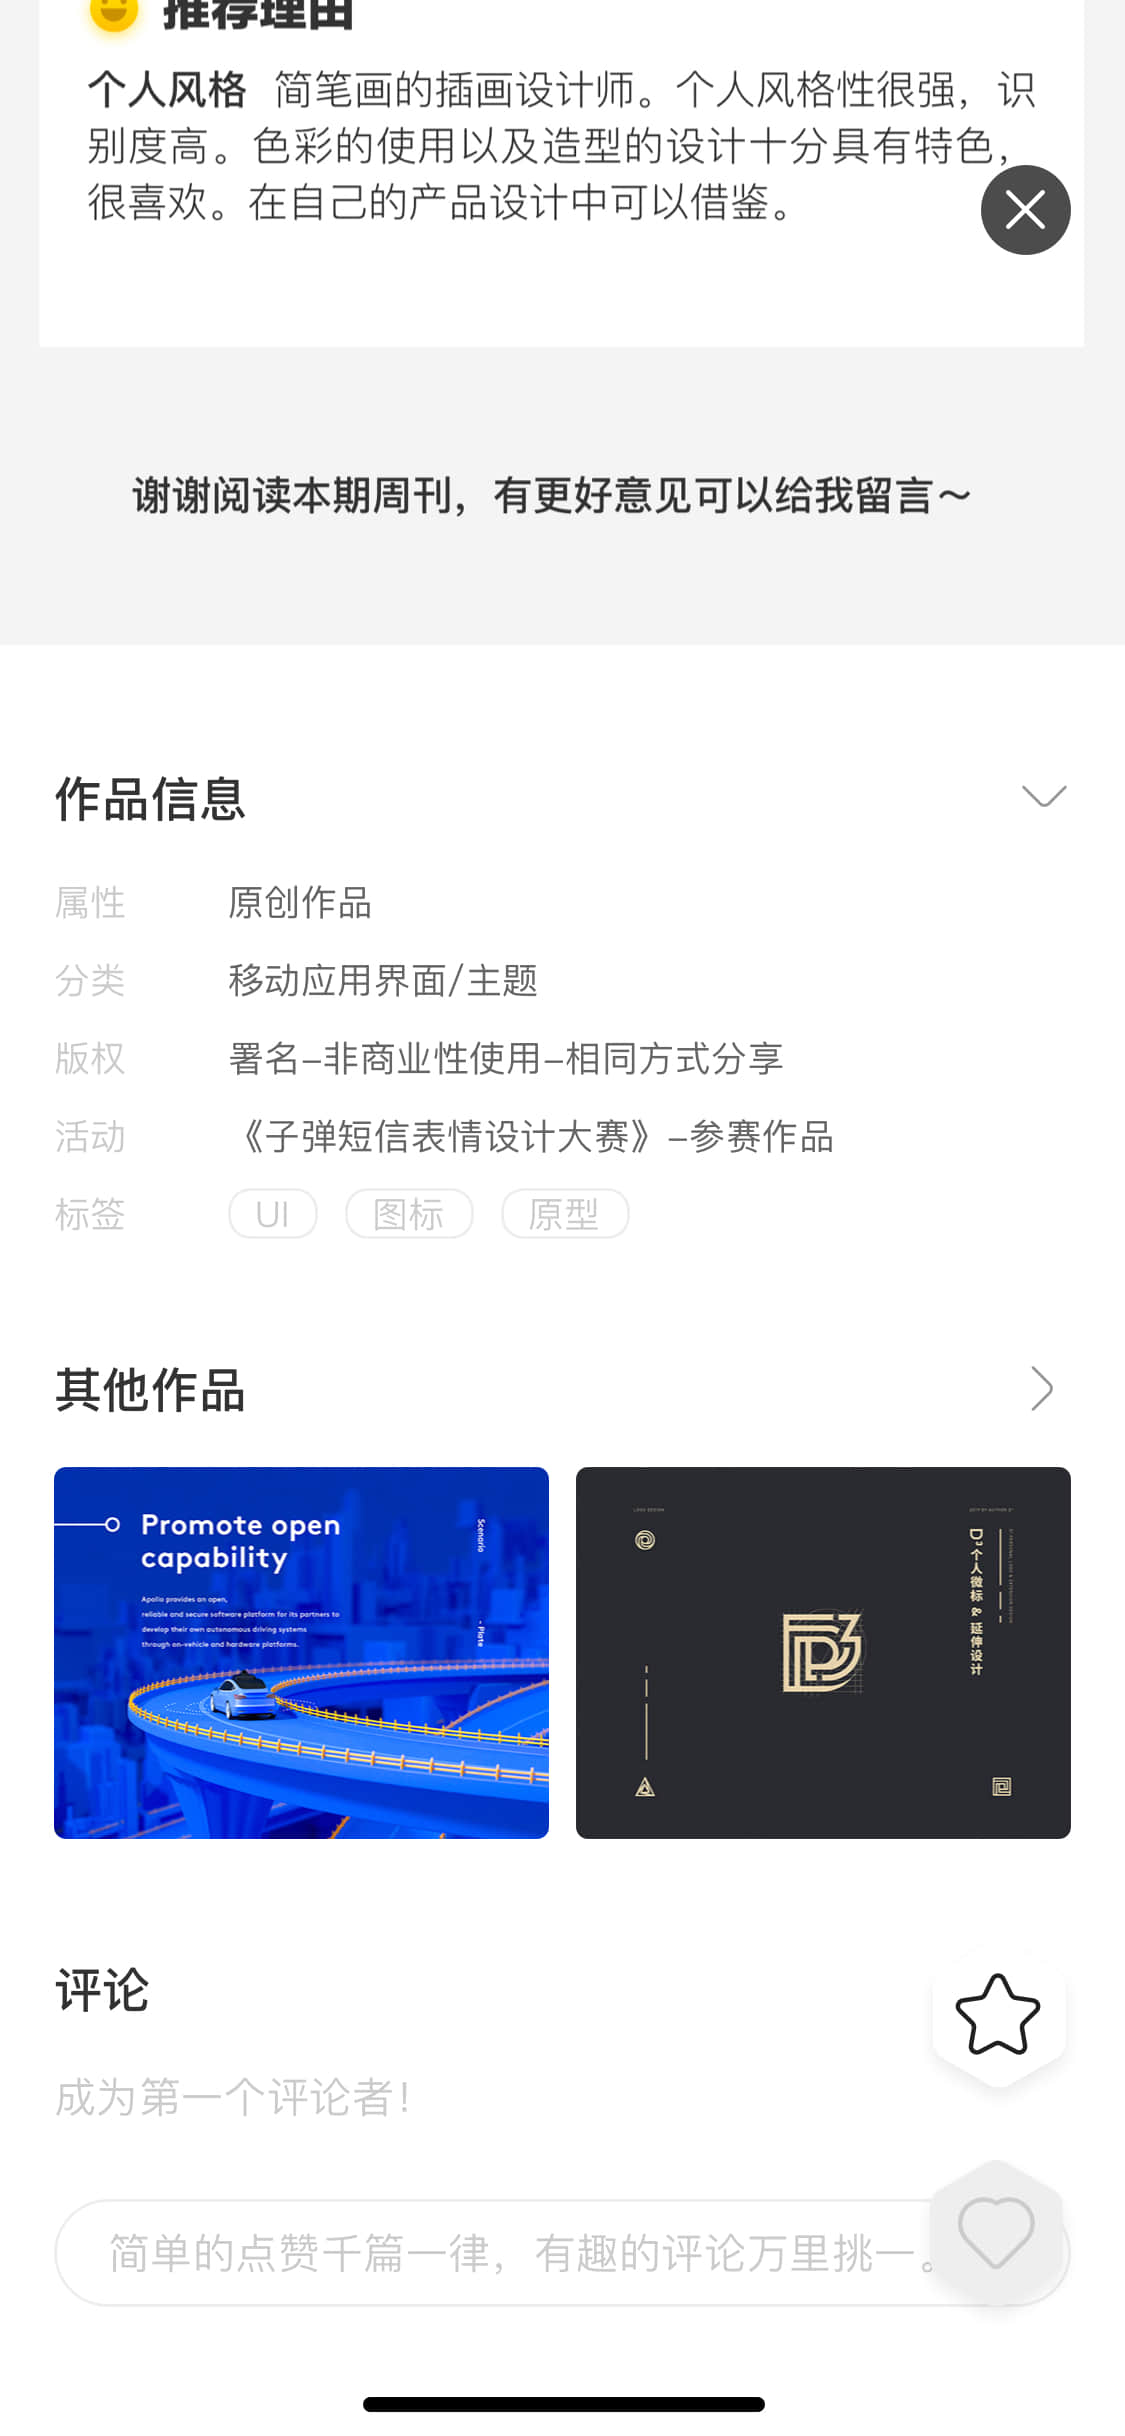 推荐理由
个人风格 简笔画的插画设计师。个人风格性很强，识
别度高。色彩的使用以及造型的设计十分具有特色，
很喜欢。在自己的产品设计中可以借鉴。
谢谢阅读本期周刊，有更好意见可以给我留言～
作品信息
属性 原创作品
分类 移动应用界面/主题
版权 署名-非商业性使用-相同方式分享
活动 《子弹短信表情设计大赛》-参赛作品
标签 UI 图标 原型
其他作品
Promote open
capability
Apollo provides an open,
reliable and secure software platform for its partners to
develop their own autonomous driving systems
through on-vehicle and hardware platforms.
Scenario
- Plate
LOGO DESIGN
D³个人微标 & 延伸设计
评论
成为第一个评论者！
简单的点赞千篇一律，有趣的评论万里挑一。